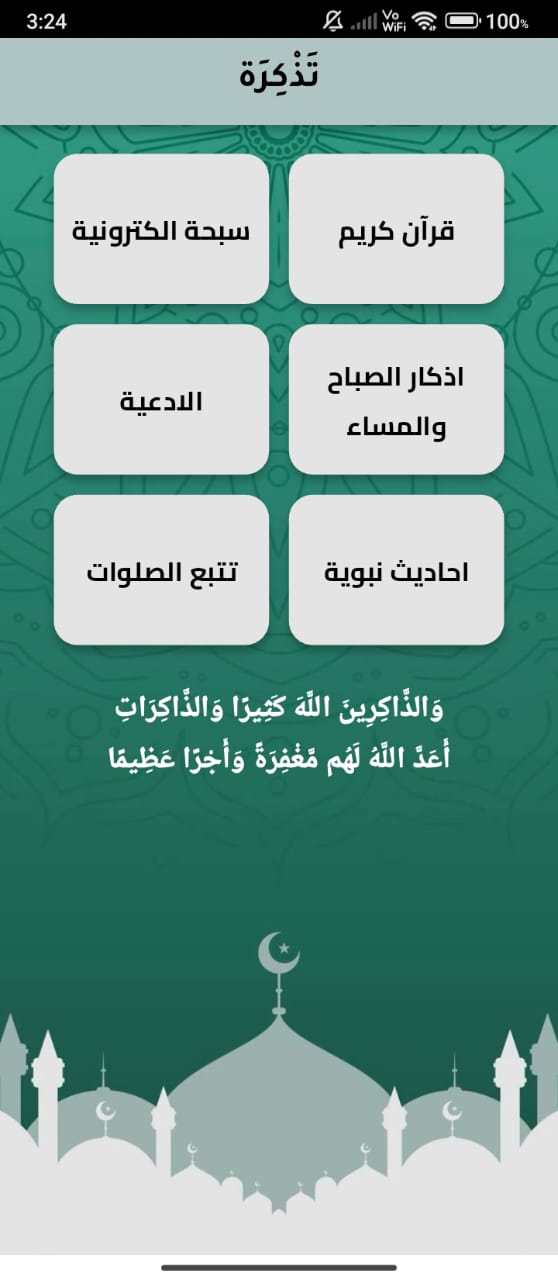 3:24
Vo
WiFi
100%
تَذْكِرَة
قرآن كريم
سبحة الكترونية
اذكار الصباح
والمساء
الادعية
احاديث نبوية
تتبع الصلوات
وَالذَّاكِرِينَ اللَّهَ كَثِيرًا وَالذَّاكِرَاتِ
أَعَدَّ اللَّهُ لَهُم مَّغْفِرَةً وَأَجْرًا عَظِيمًا